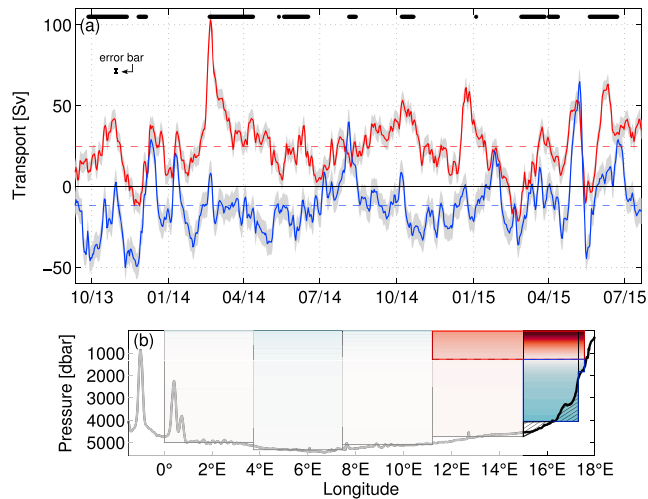 (a)
100
50
0
−50
Transport [Sv]
error bar
10/13 01/14 04/14 07/14 10/14 01/15 04/15 07/15
(b)
1000
2000
3000
4000
5000
Pressure [dbar]
0° 2°E 4°E 6°E 8°E 10°E 12°E 14°E 16°E 18°E
Longitude